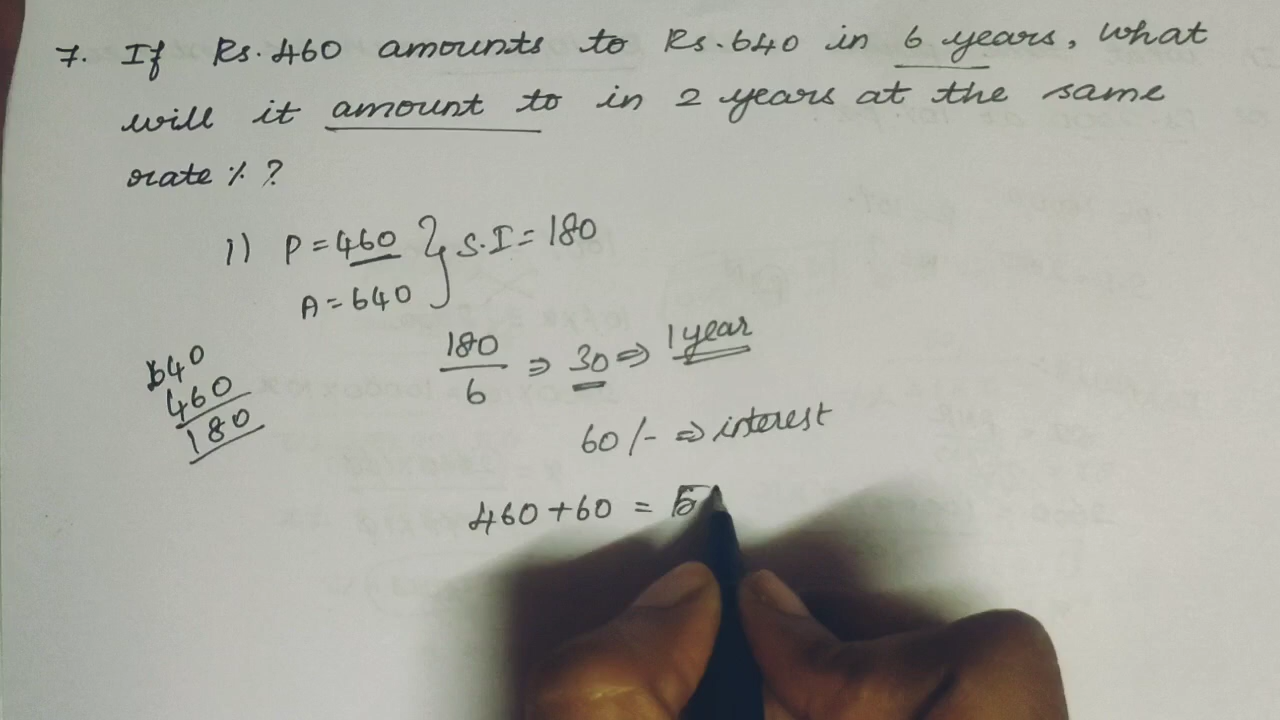 7. If Rs.460 amounts to Rs.640 in 6 years, what
will it amount to in 2 years at the same
rate %?
1) P = 460 } S.I = 180
A = 640
640
460
180
180/6 ⇒ 30 ⇒ 1 year
60/- ⇒ interest
460 + 60 = 5